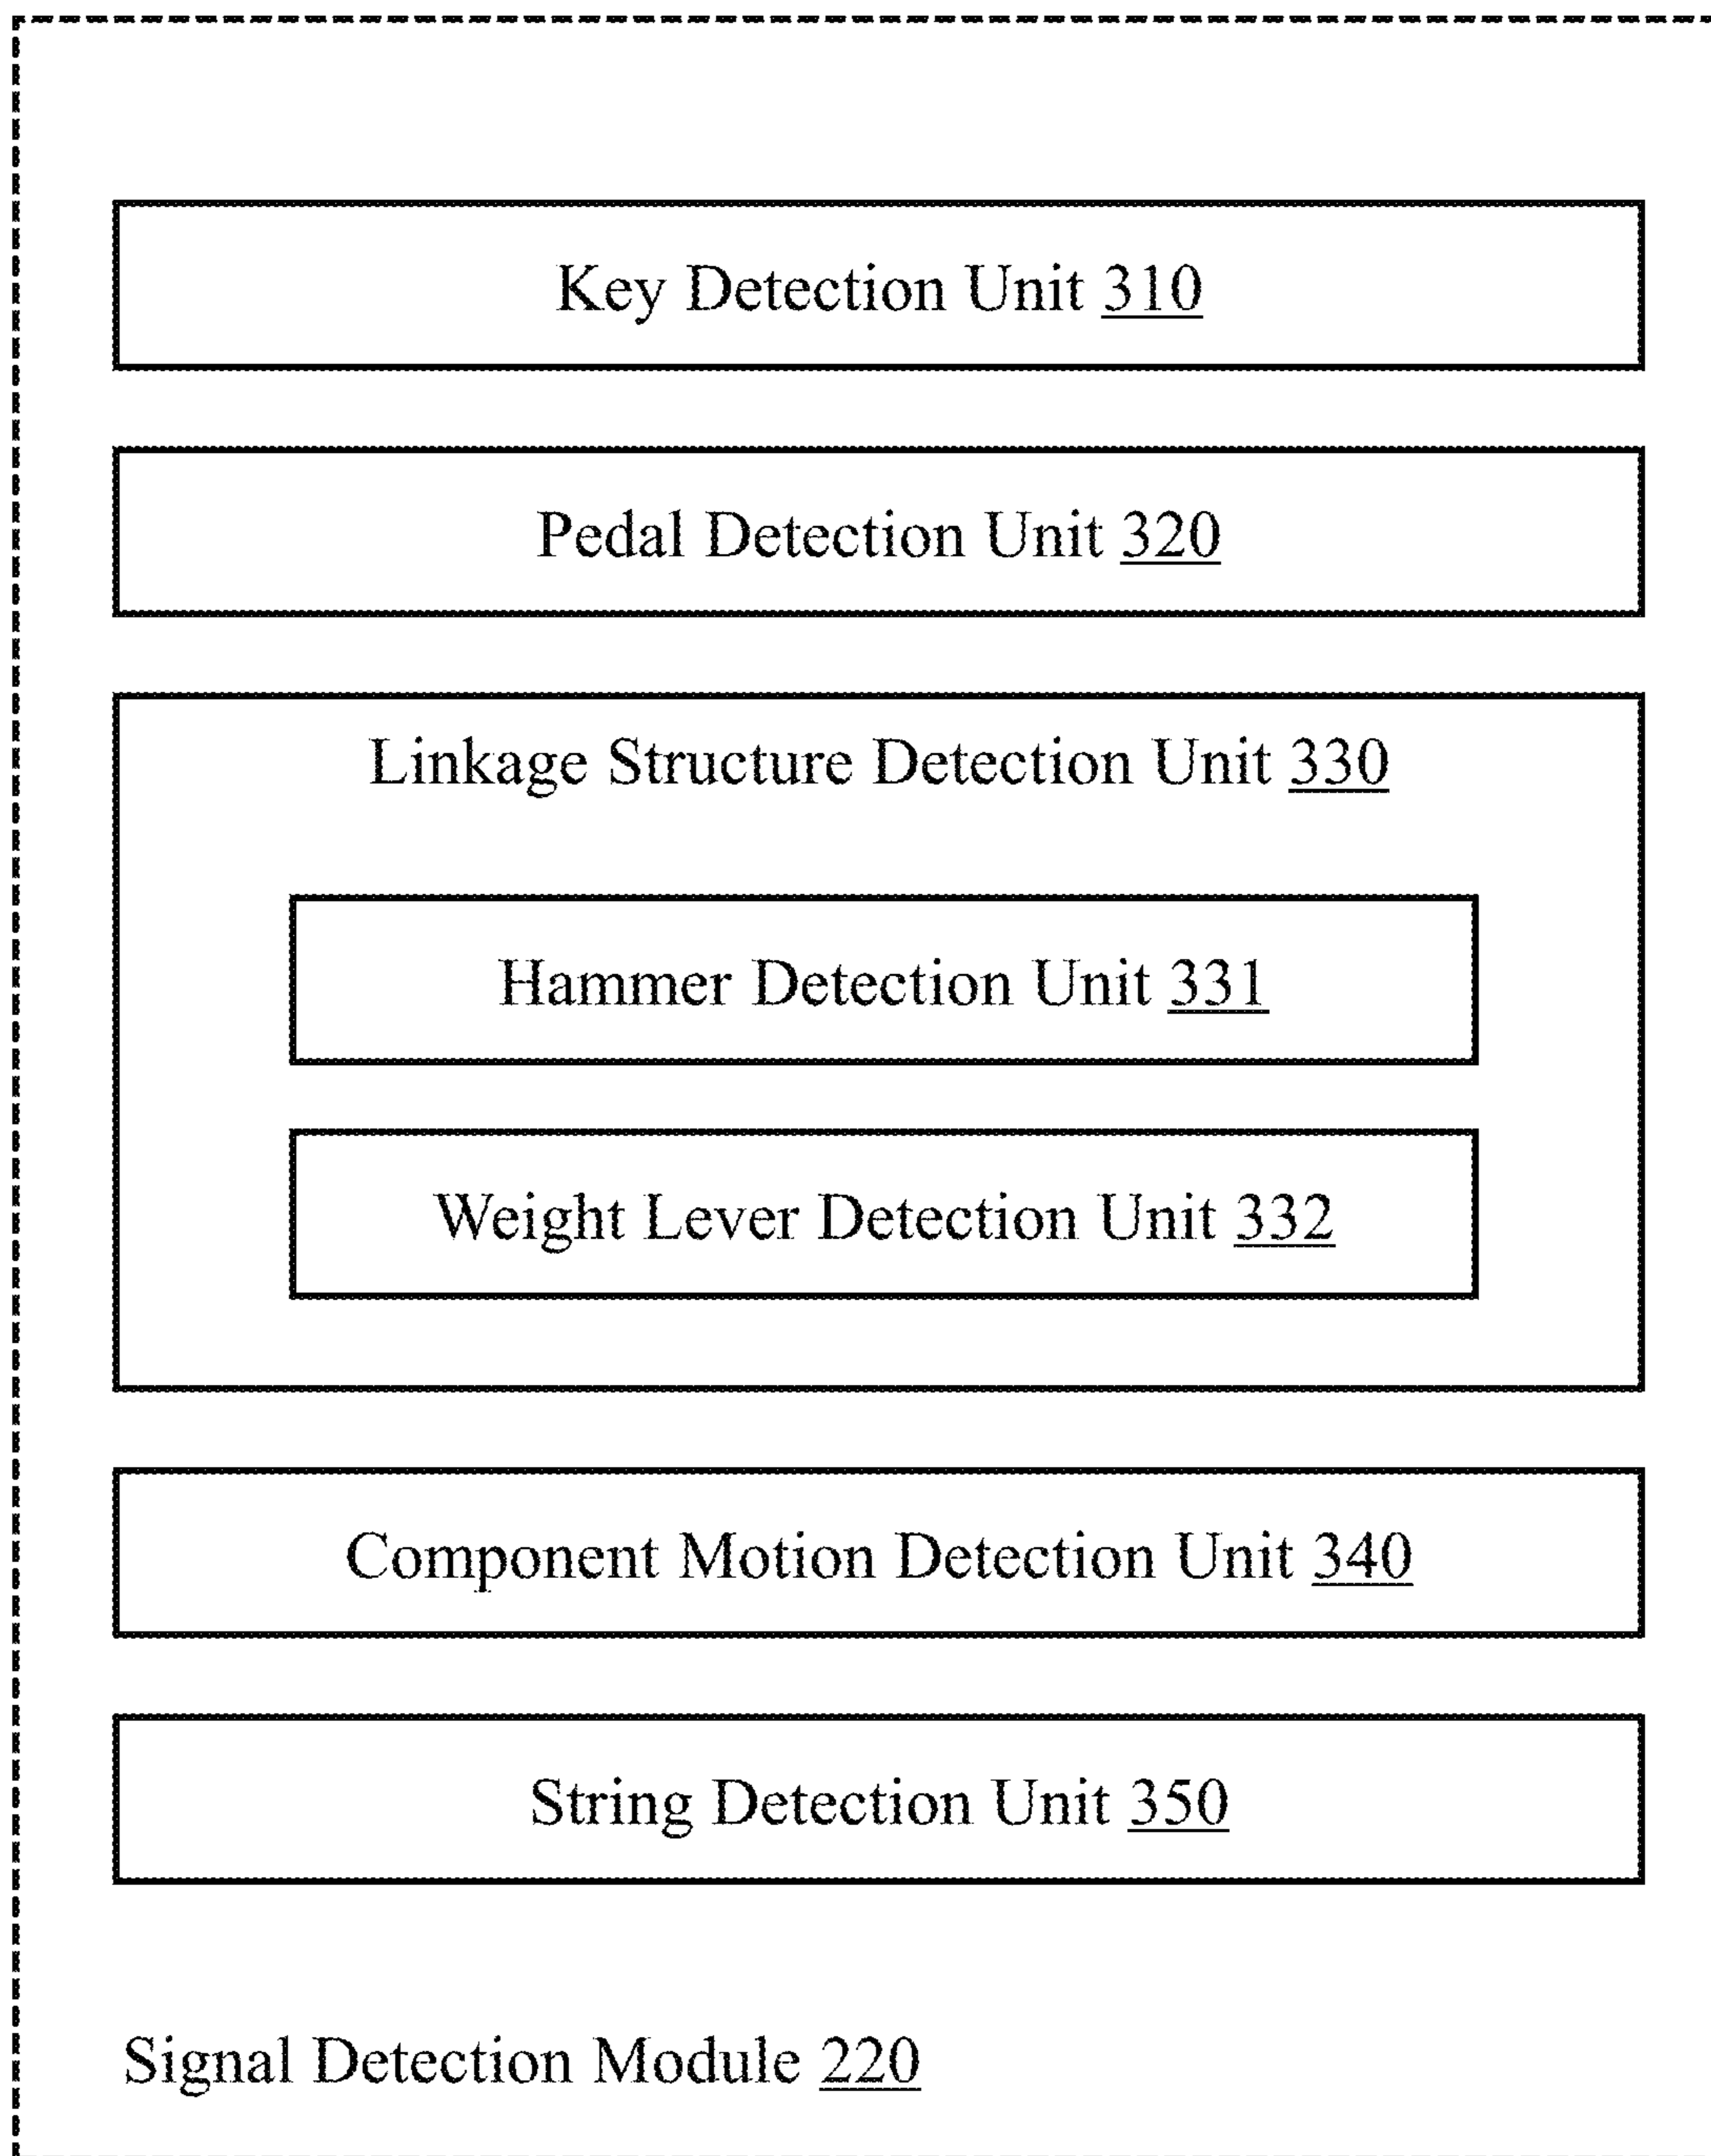 Key Detection Unit 310
Pedal Detection Unit 320
Linkage Structure Detection Unit 330
Hammer Detection Unit 331
Weight Lever Detection Unit 332
Component Motion Detection Unit 340
String Detection Unit 350
Signal Detection Module 220